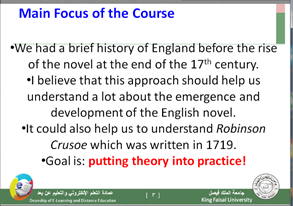 Main Focus of the Course
•We had a brief history of England before the rise
of the novel at the end of the 17th century.
•I believe that this approach should help us
understand a lot about the emergence and
development of the English novel.
•It could also help us to understand Robinson
Crusoe which was written in 1719.
•Goal is: putting theory into practice!
عمادة التعلم الإلكتروني والتعليم عن بعد
Deanship of E-Learning and Distance Education
[ ٣ ]
جامعة الملك فيصل
King Faisal University